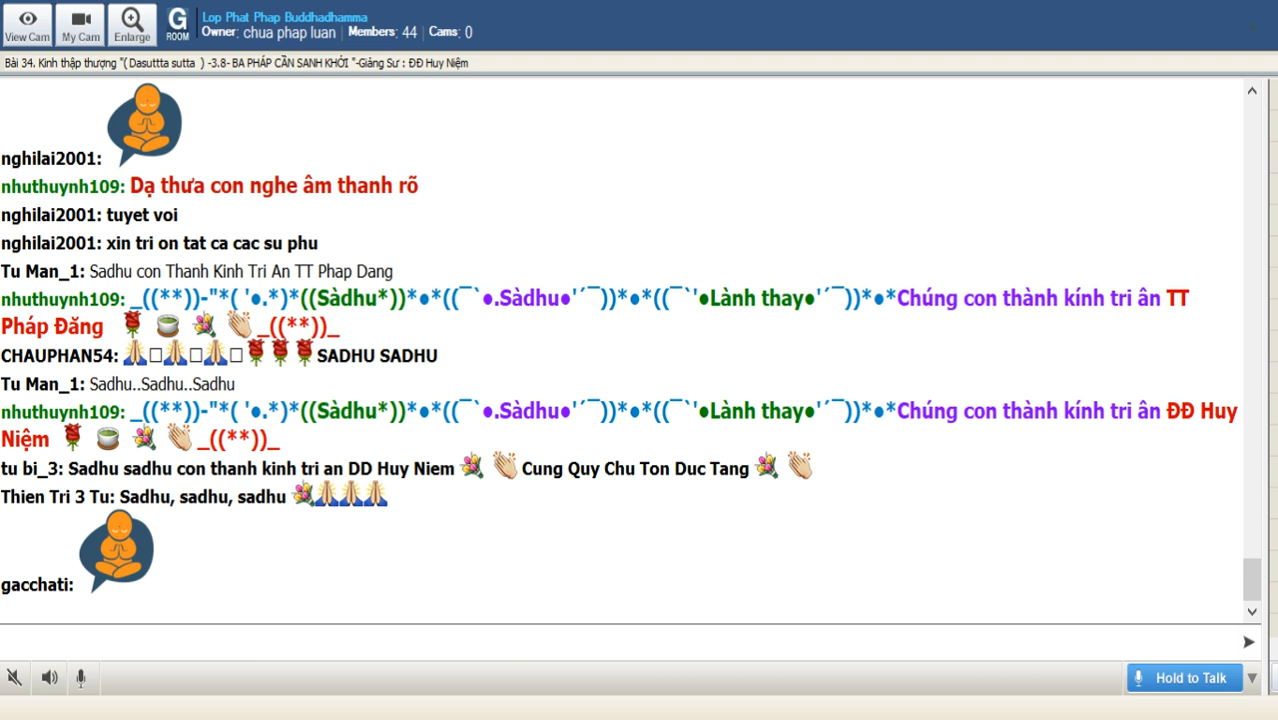 Lop Phat Phap Buddhadhamma
View Cam My Cam Enlarge G ROOM Owner: chua phap luan | Members: 44 | Cams: 0
Bài 34. Kinh thập thượng "( Dasuttta sutta ) -3.8- BA PHÁP CẦN SANH KHỞI "-Giảng Sư : ĐĐ Huy Niệm
nghilai2001:
nhuthuynh109: Dạ thưa con nghe âm thanh rõ
nghilai2001: tuyet voi
nghilai2001: xin tri on tat ca cac su phu
Tu Man_1: Sadhu con Thanh Kinh Tri An TT Phap Dang
nhuthuynh109: _((**))-"*( '●.*)*((Sàdhu*))*●*((¯`●.Sàdhu●'´¯))*●*((¯`'●Lành thay●'´¯))*●*Chúng con thành kính tri ân TT
Pháp Đăng 🌹 🍵 💐 👏 _((**))_
CHAUPHAN54: 🙏□🙏□🙏□🌹🌹🌹SADHU SADHU
Tu Man_1: Sadhu..Sadhu..Sadhu
nhuthuynh109: _((**))-"*( '●.*)*((Sàdhu*))*●*((¯`●.Sàdhu●'´¯))*●*((¯`'●Lành thay●'´¯))*●*Chúng con thành kính tri ân ĐĐ Huy
Niệm 🌹 🍵 💐 👏 _((**))_
tu bi_3: Sadhu sadhu con thanh kinh tri an DD Huy Niem 💐 👏 Cung Quy Chu Ton Duc Tang 💐 👏
Thien Tri 3 Tu: Sadhu, sadhu, sadhu 💐🙏🙏🙏
gacchati:
Hold to Talk